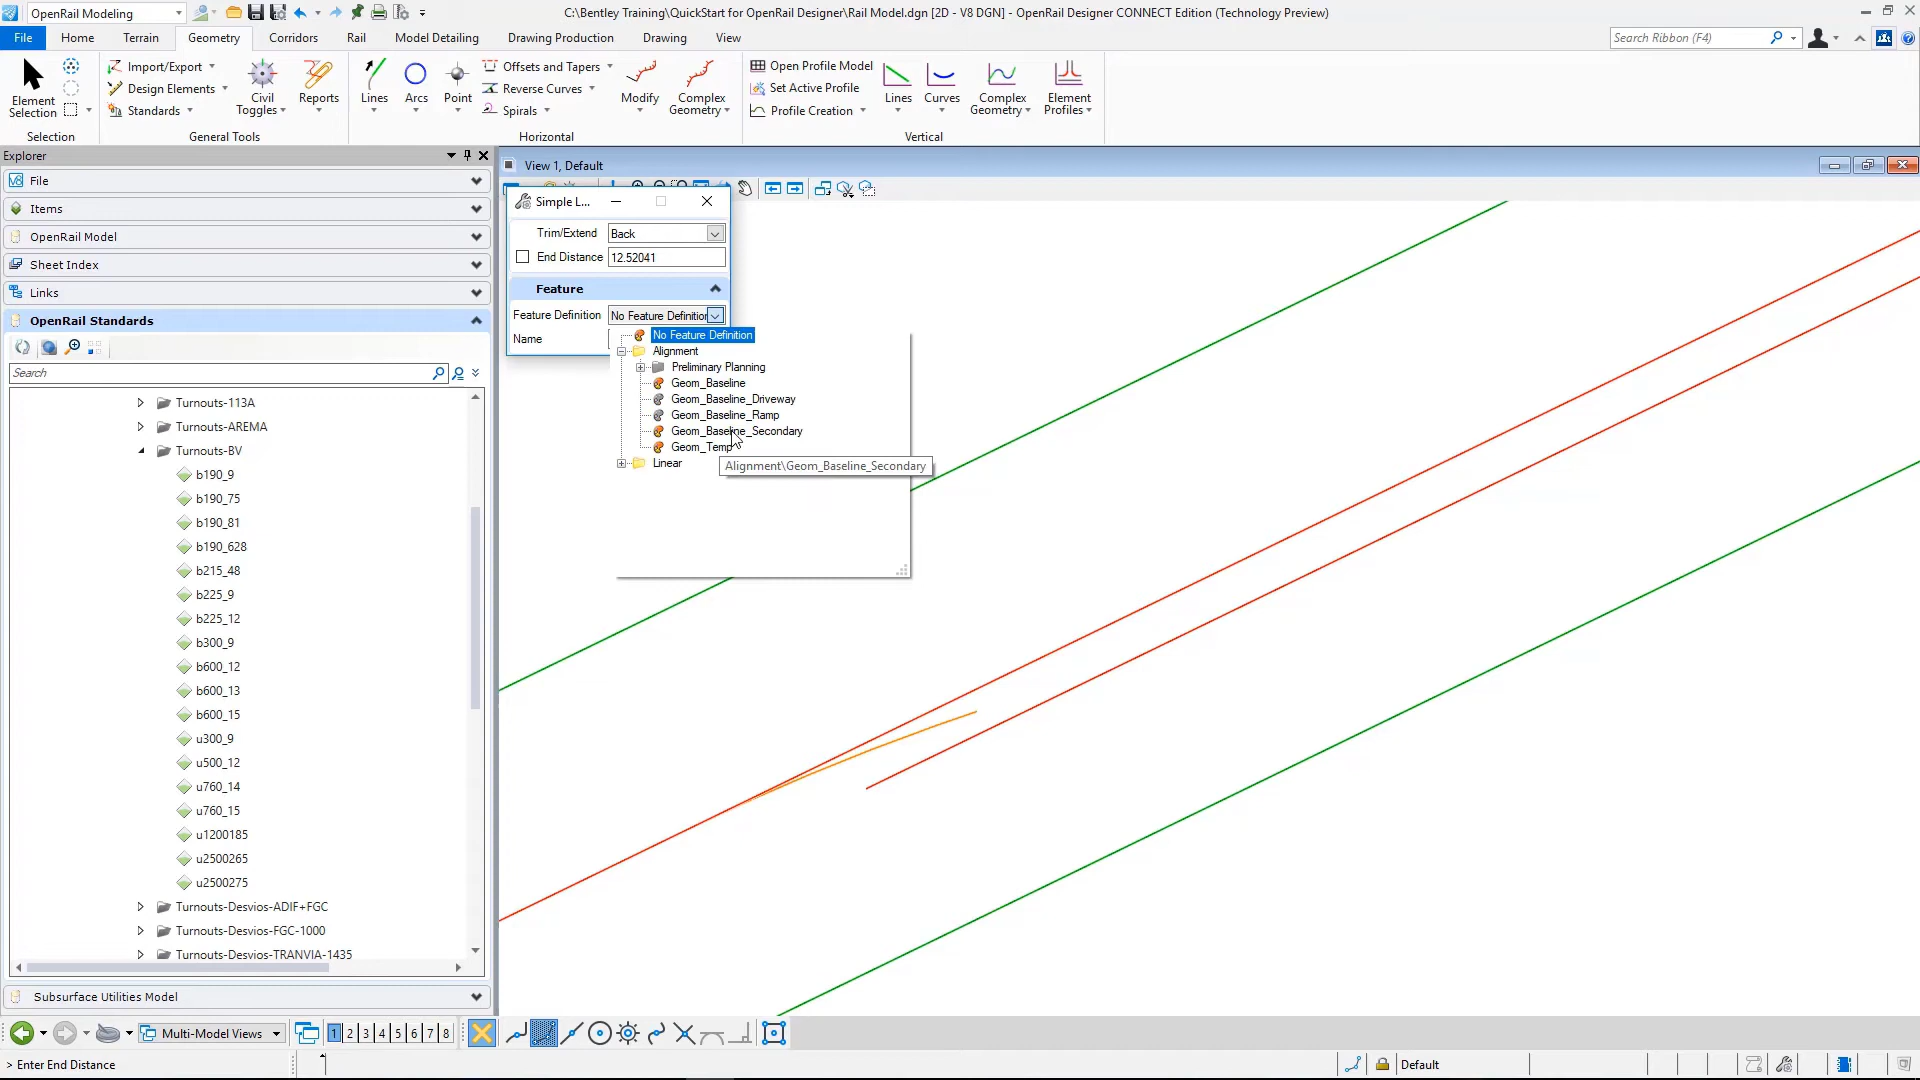 OpenRail Modeling
C:\Bentley Training\QuickStart for OpenRail Designer\Rail Model.dgn [2D - V8 DGN] - OpenRail Designer CONNECT Edition (Technology Preview)
File Home Terrain Geometry Corridors Rail Model Detailing Drawing Production Drawing View
Search Ribbon (F4)
Element Selection
Selection
Import/Export
Design Elements
Standards
Civil Toggles
Reports
General Tools
Lines
Arcs
Point
Offsets and Tapers
Reverse Curves
Spirals
Modify
Complex Geometry
Horizontal
Open Profile Model
Set Active Profile
Profile Creation
Lines
Curves
Complex Geometry
Element Profiles
Vertical
Explorer
File
Items
OpenRail Model
Sheet Index
Links
OpenRail Standards
Search
Turnouts-113A
Turnouts-AREMA
Turnouts-BV
b190_9
b190_75
b190_81
b190_628
b215_48
b225_9
b225_12
b300_9
b600_12
b600_13
b600_15
u300_9
u500_12
u760_14
u760_15
u1200185
u2500265
u2500275
Turnouts-Desvios-ADIF+FGC
Turnouts-Desvios-FGC-1000
Turnouts-Desvios-TRANVIA-1435
Subsurface Utilities Model
View 1, Default
Simple L...
Trim/Extend Back
End Distance 12.52041
Feature
Feature Definition No Feature Definition
Name
No Feature Definition
Alignment
Preliminary Planning
Geom_Baseline
Geom_Baseline_Driveway
Geom_Baseline_Ramp
Geom_Baseline_Secondary
Geom_Temp
Linear
Alignment\Geom_Baseline_Secondary
Multi-Model Views 1 2 3 4 5 6 7 8
> Enter End Distance
Default